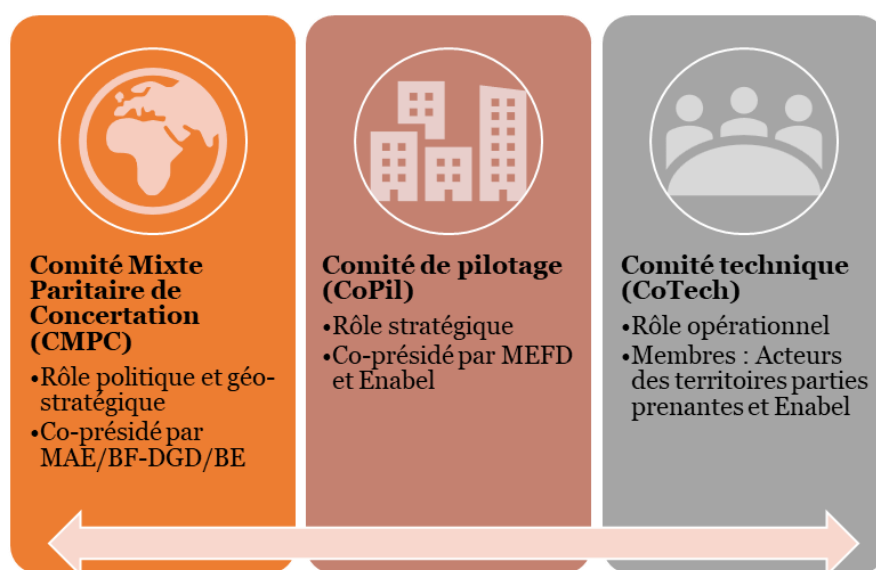 Comité Mixte
Paritaire de
Concertation
(CMPC)
•Rôle politique et géo-
stratégique
•Co-présidé par
MAE/BF-DGD/BE
Comité de pilotage
(CoPil)
•Rôle stratégique
•Co-présidé par MEFD
et Enabel
Comité technique
(CoTech)
•Rôle opérationnel
•Membres : Acteurs
des territoires parties
prenantes et Enabel